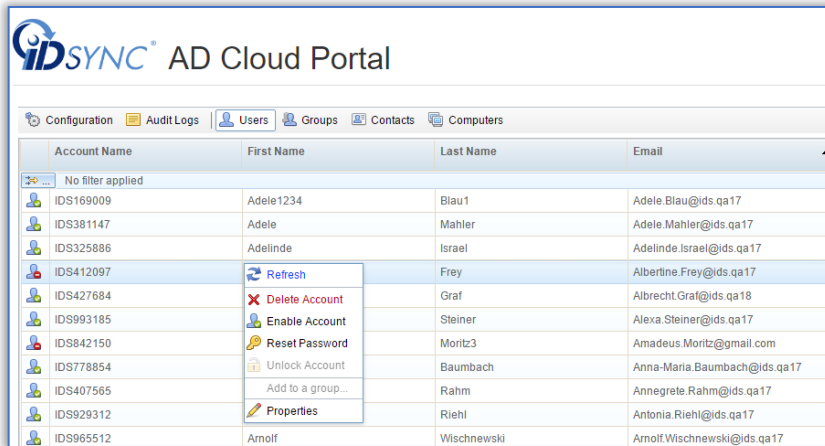 iDSYNC® AD Cloud Portal
Configuration Audit Logs Users Groups Contacts Computers
Account Name First Name Last Name Email
... No filter applied
IDS169009 Adele1234 Blau1 Adele.Blau@ids.qa17
IDS381147 Adele Mahler Adele.Mahler@ids.qa17
IDS325886 Adelinde Israel Adelinde.Israel@ids.qa17
IDS412097 Refresh Frey Albertine.Frey@ids.qa17
IDS427684 Delete Account Graf Albrecht.Graf@ids.qa18
IDS993185 Enable Account Steiner Alexa.Steiner@ids.qa17
IDS842150 Reset Password Moritz3 Amadeus.Moritz@gmail.com
IDS778854 Unlock Account Baumbach Anna-Maria.Baumbach@ids.qa17
IDS407565 Add to a group... Rahm Annegrete.Rahm@ids.qa17
IDS929312 Properties Riehl Antonia.Riehl@ids.qa17
IDS965512 Arnolf Wischnewski Arnolf.Wischnewski@ids.qa17